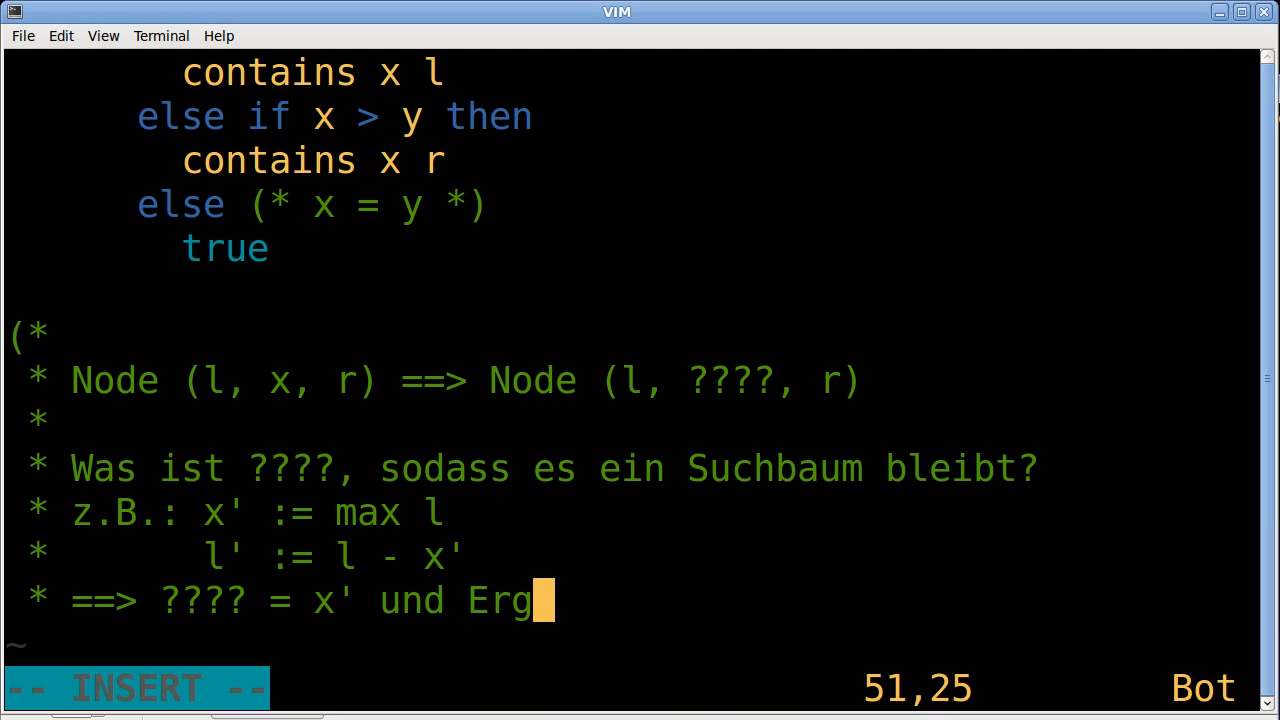 VIM
File Edit View Terminal Help
contains x l
else if x > y then
contains x r
else (* x = y *)
true
(*
* Node (l, x, r) ==> Node (l, ????, r)
*
* Was ist ????, sodass es ein Suchbaum bleibt?
* z.B.: x' := max l
* l' := l - x'
* ==> ???? = x' und Erg
~
-- INSERT -- 51,25 Bot